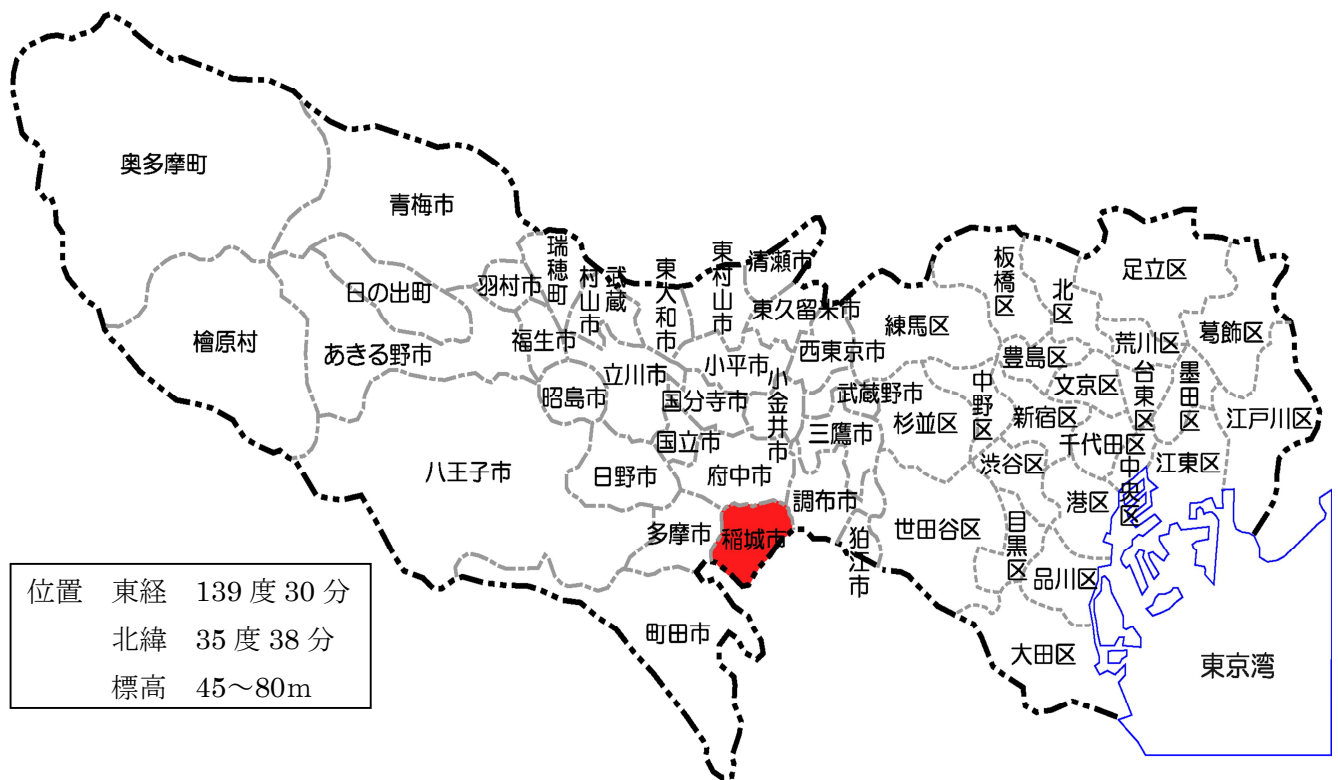 奥多摩町
青梅市
瑞穂町
羽村市
日の出町
檜原村
あきる野市
福生市
武蔵
村山市
東大和市
東村山市
清瀬市
東久留米市
小平市
西東京市
立川市
昭島市
国分寺市
小金井市
武蔵野市
三鷹市
国立市
府中市
八王子市
日野市
調布市
多摩市
稲城市
狛江市
町田市
板橋区
北区
足立区
練馬区
豊島区
荒川区
葛飾区
文京区
台東区
墨田区
中野区
杉並区
新宿区
千代田区
江戸川区
渋谷区
中央区
江東区
港区
世田谷区
目黒区
品川区
大田区
東京湾
位置 東経 139度30分
北緯 35度38分
標高 45～80m